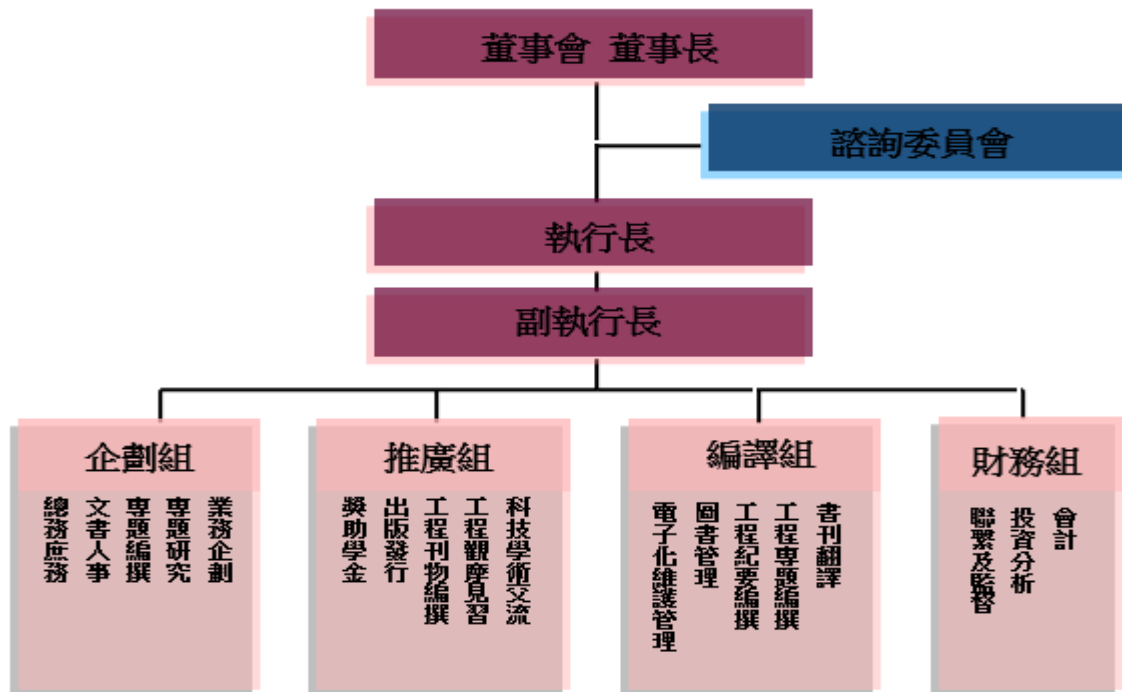 董事會 董事長
諮詢委員會
執行長
副執行長
企劃組
業務企劃
專題研究
專題編撰
文書人事
總務庶務
推廣組
科技學術交流
工程觀摩見習
工程刊物編撰
出版發行
獎助學金
編譯組
書刊翻譯
工程專題編撰
工程紀要編撰
圖書管理
電子化維護管理
財務組
會計
投資分析
聯繫及監督